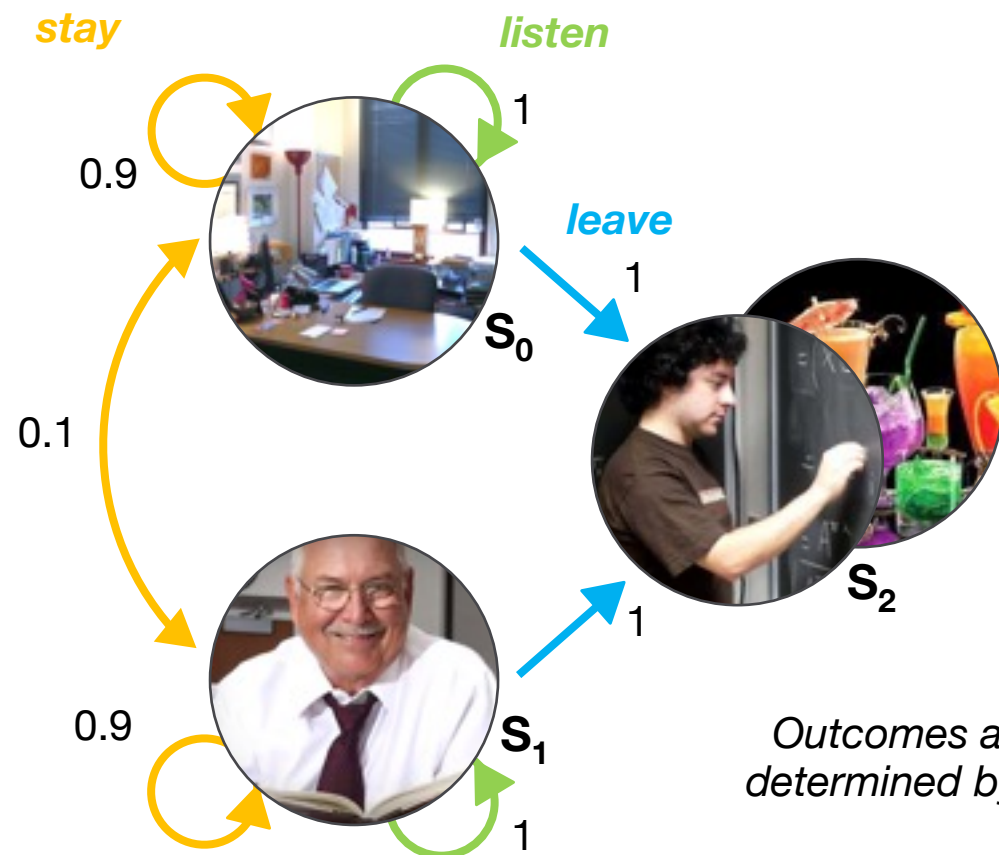 stay
listen
1
0.9
leave
1
S₀
0.1
S₂
1
0.9
S₁
Outcomes
determined
1